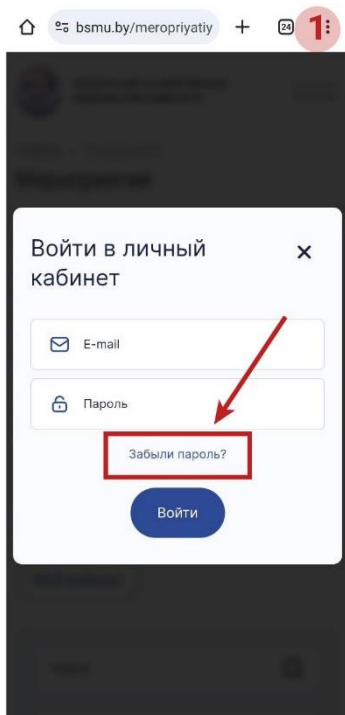 bsmu.by/meropriyatiy
24
1
Войти в личный
кабинет
E-mail
Пароль
Забыли пароль?
Войти